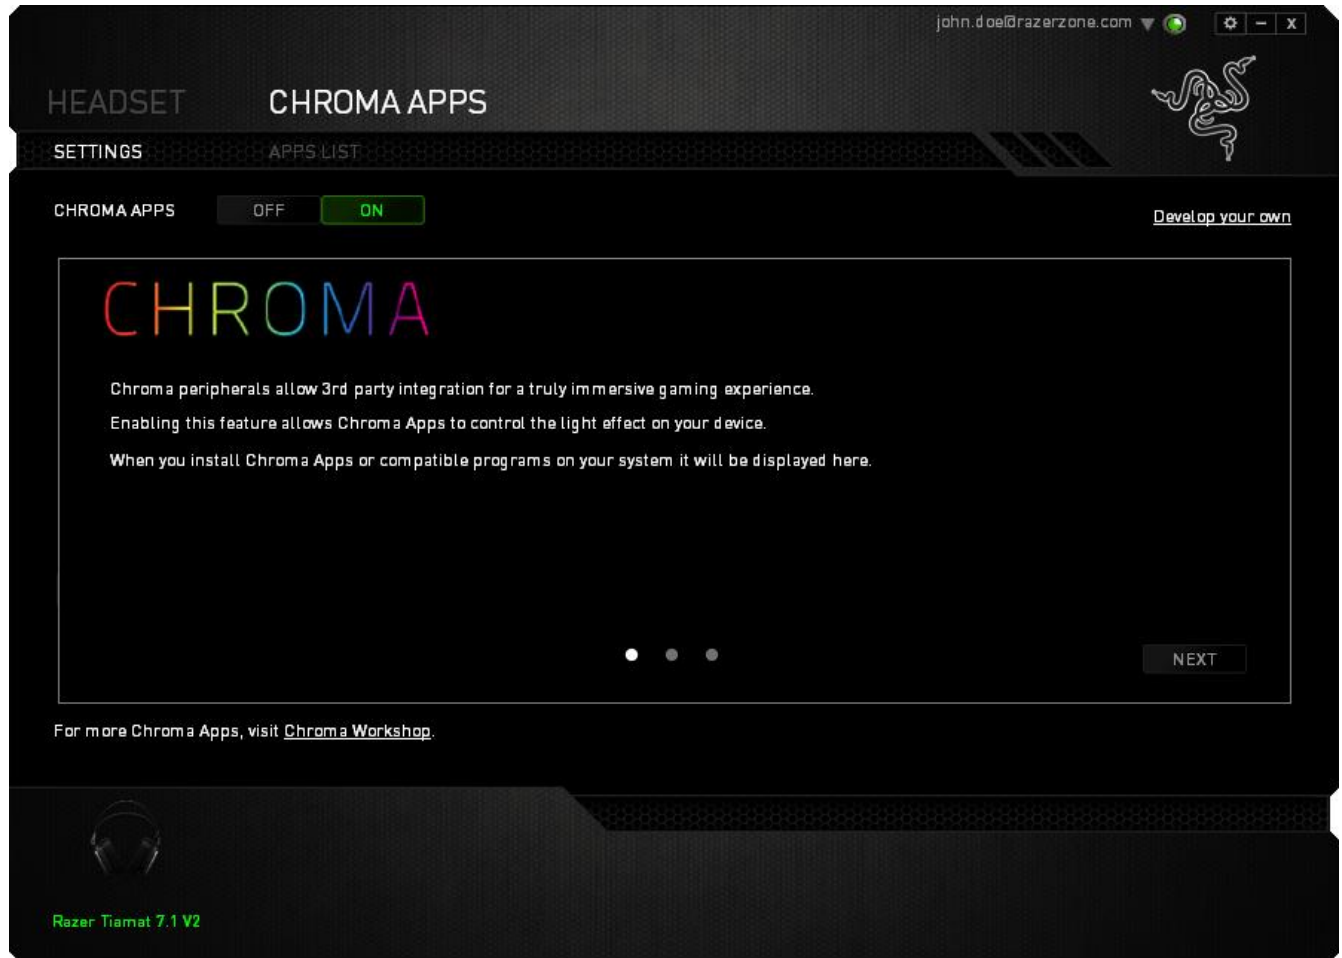 john.doe@razerzone.com
X
HEADSET CHROMA APPS
SETTINGS APPS LIST
CHROMA APPS OFF ON
Develop your own
CHROMA
Chroma peripherals allow 3rd party integration for a truly immersive gaming experience.
Enabling this feature allows Chroma Apps to control the light effect on your device.
When you install Chroma Apps or compatible programs on your system it will be displayed here.
NEXT
For more Chroma Apps, visit Chroma Workshop.
Razer Tiamat 7.1 V2